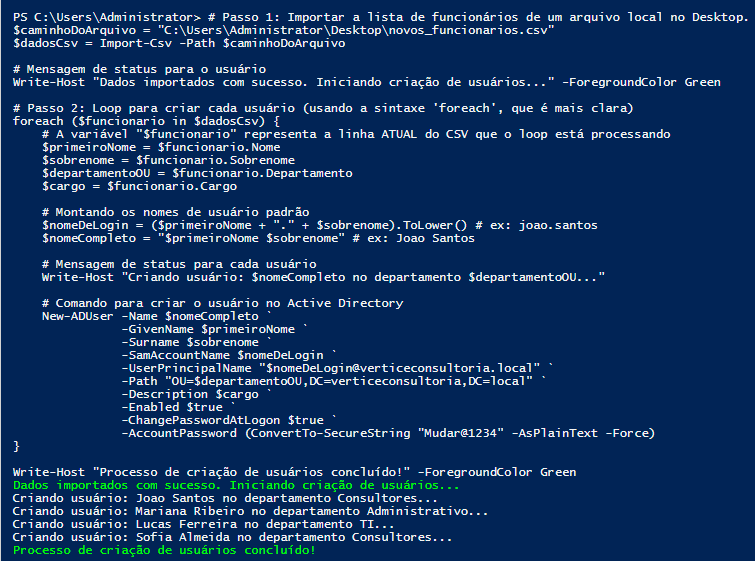 PS C:\Users\Administrator> # Passo 1: Importar a lista de funcionários de um arquivo local no Desktop.
$caminhoDoArquivo = "C:\Users\Administrator\Desktop\novos_funcionarios.csv"
$dadosCsv = Import-Csv -Path $caminhoDoArquivo

# Mensagem de status para o usuário
Write-Host "Dados importados com sucesso. Iniciando criação de usuários..." -ForegroundColor Green

# Passo 2: Loop para criar cada usuário (usando a sintaxe 'foreach', que é mais clara)
foreach ($funcionario in $dadosCsv) {
    # A variável "$funcionario" representa a linha ATUAL do CSV que o loop está processando
    $primeiroNome = $funcionario.Nome
    $sobrenome = $funcionario.Sobrenome
    $departamentoOU = $funcionario.Departamento
    $cargo = $funcionario.Cargo

    # Montando os nomes de usuário padrão
    $nomeDeLogin = ($primeiroNome + "." + $sobrenome).ToLower() # ex: joao.santos
    $nomeCompleto = "$primeiroNome $sobrenome" # ex: Joao Santos

    # Mensagem de status para cada usuário
    Write-Host "Criando usuário: $nomeCompleto no departamento $departamentoOU..."

    # Comando para criar o usuário no Active Directory
    New-ADUser -Name $nomeCompleto `
               -GivenName $primeiroNome `
               -Surname $sobrenome `
               -SamAccountName $nomeDeLogin `
               -UserPrincipalName "$nomeDeLogin@verticeconsultoria.local" `
               -Path "OU=$departamentoOU,DC=verticeconsultoria,DC=local" `
               -Description $cargo `
               -Enabled $true `
               -ChangePasswordAtLogon $true `
               -AccountPassword (ConvertTo-SecureString "Mudar@1234" -AsPlainText -Force)
}

Write-Host "Processo de criação de usuários concluído!" -ForegroundColor Green
Dados importados com sucesso. Iniciando criação de usuários...
Criando usuário: Joao Santos no departamento Consultores...
Criando usuário: Mariana Ribeiro no departamento Administrativo...
Criando usuário: Lucas Ferreira no departamento TI...
Criando usuário: Sofia Almeida no departamento Consultores...
Processo de criação de usuários concluído!